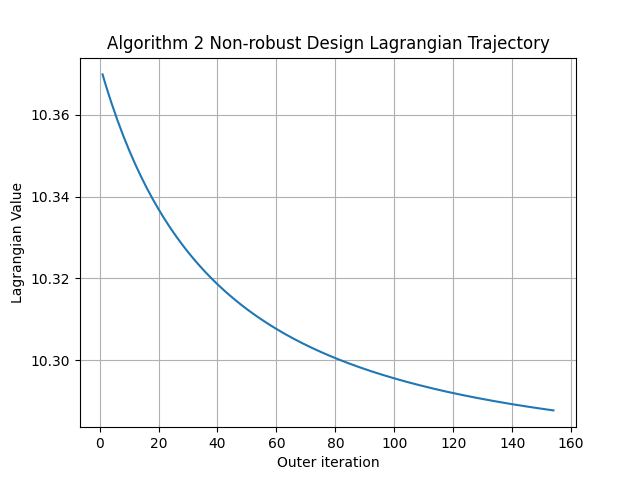 Algorithm 2 Non-robust Design Lagrangian Trajectory
10.36
10.34
10.32
10.30
Lagrangian Value
0 20 40 60 80 100 120 140 160
Outer iteration